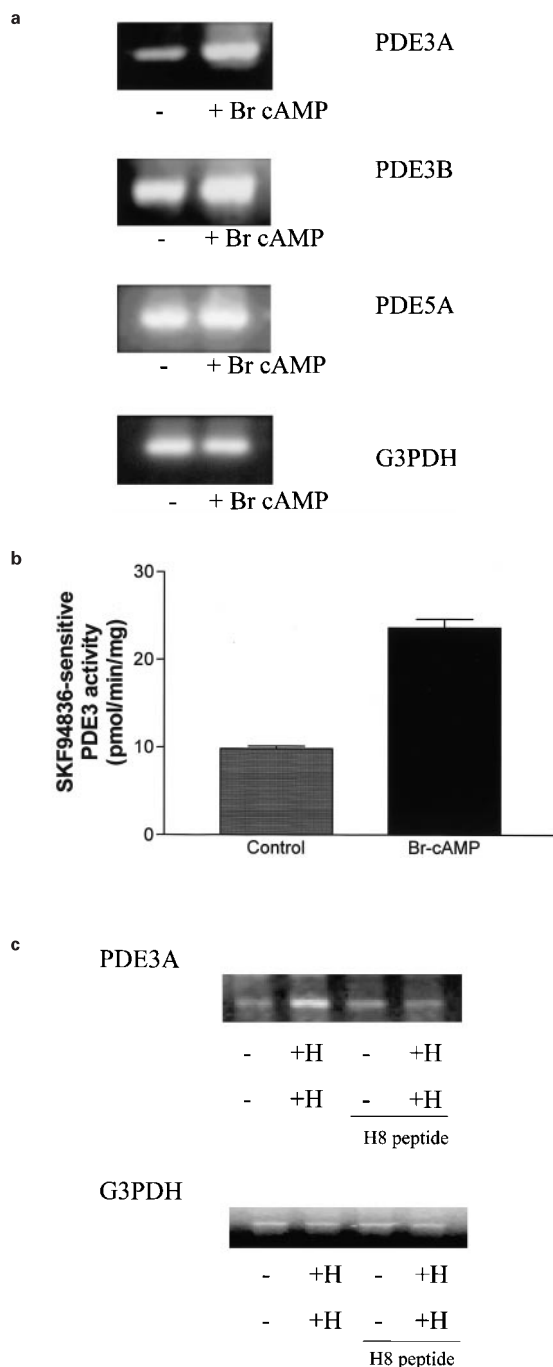 a
PDE3A
- + Br cAMP
PDE3B
- + Br cAMP
PDE5A
- + Br cAMP
G3PDH
- + Br cAMP
b
SKF94836-sensitive
PDE3 activity
(pmol/min/mg)
30
20
10
0
Control Br-cAMP
c
PDE3A
- +H - +H
- +H - +H
H8 peptide
G3PDH
- +H - +H
- +H - +H
H8 peptide